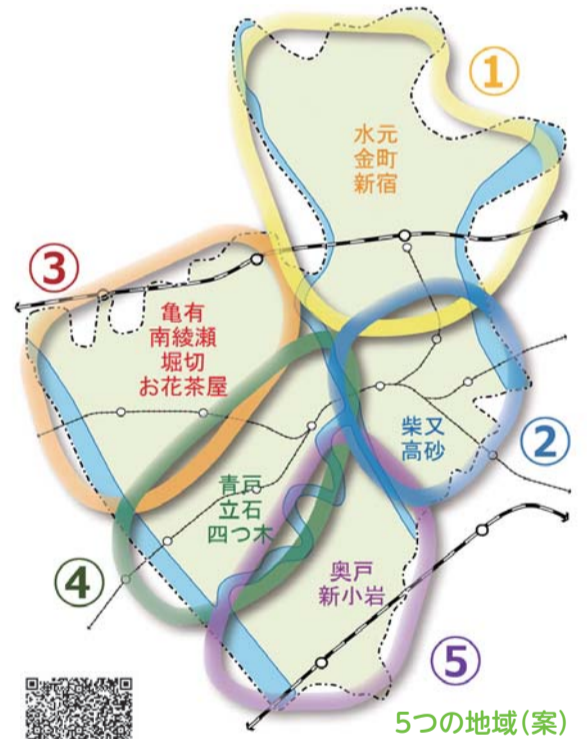 ①
水元
金町
新宿
③
亀有
南綾瀬
堀切
お花茶屋
柴又
高砂
②
青戸
立石
四つ木
④
奥戸
新小岩
⑤
5つの地域(案)